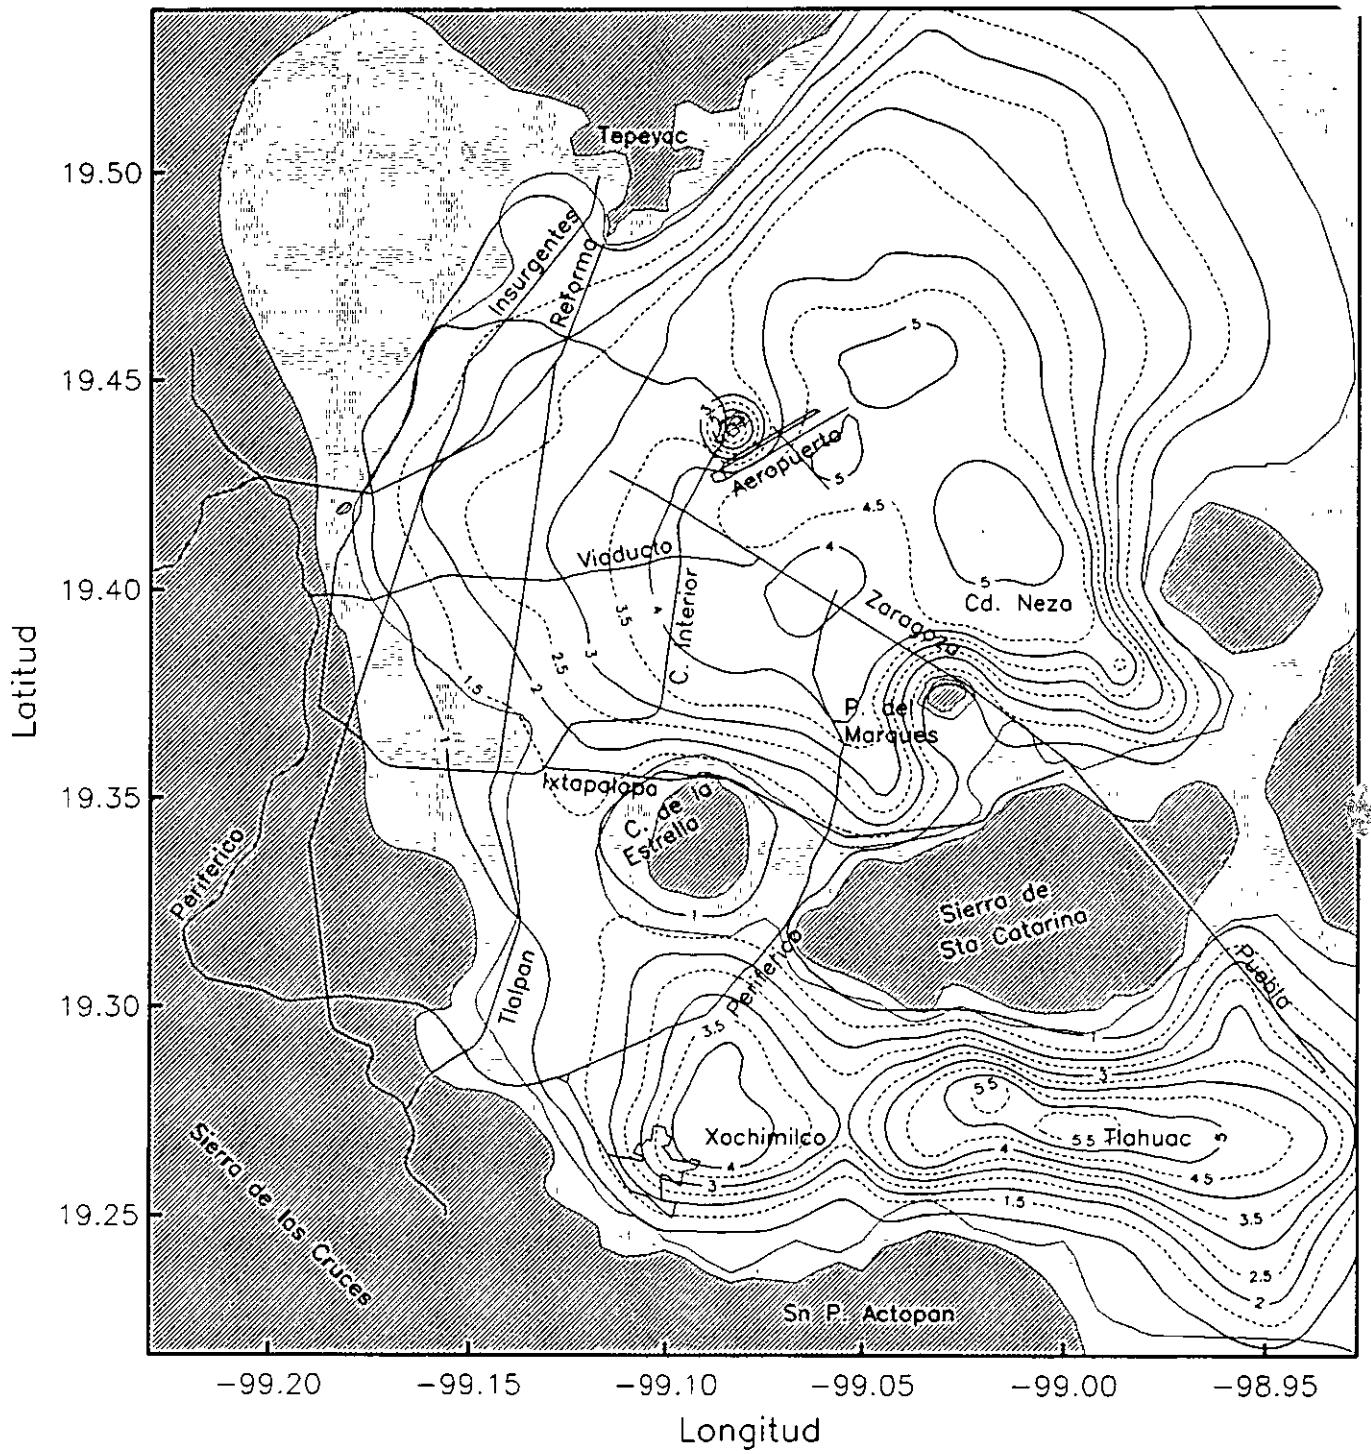 Tepeyac
19.50
Insurgentes
Reforma
5
19.45
Aeropuerto
5
4.5
Viaducto
4
19.40
5
Zaragoza
Cd. Neza
3.5
4
C. Interior
3
2.5
2
1.5
1
P. del
Marques
Latitud
19.35
Ixtapalapa
C. de la
Estrella
Periferico
1
Sierra de
Sta Catarina
Tlalpan
Periferico
Puebla
19.30
3.5
1
3
5 5
Xochimilco
5 5
Tlahuac
5
4
4
4.5
3
1.5
3.5
19.25
Sierra de las Cruces
2.5
2
Sn P. Actopan
−99.20
−99.15
−99.10
−99.05
−99.00
−98.95
Longitud